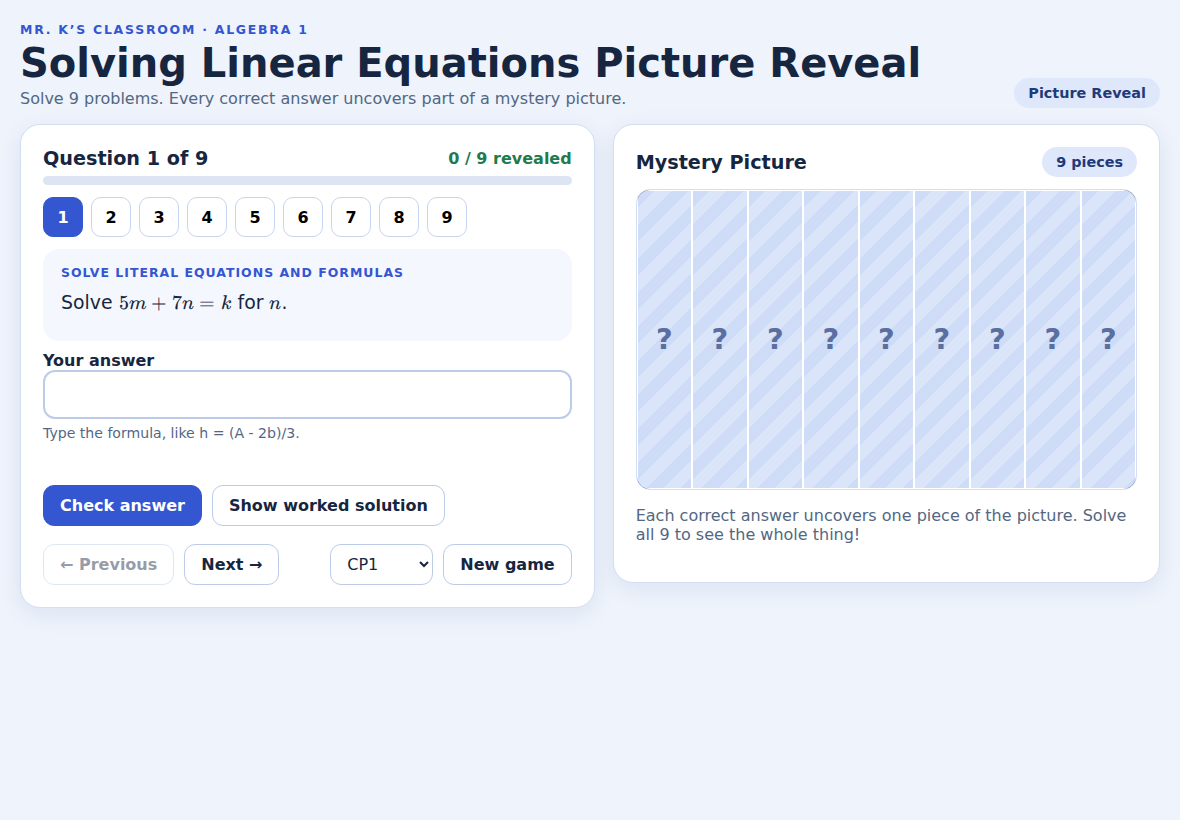 MR. K'S CLASSROOM · ALGEBRA 1
Solving Linear Equations Picture Reveal
Solve 9 problems. Every correct answer uncovers part of a mystery picture.
Picture Reveal
Question 1 of 9
0 / 9 revealed
1 2 3 4 5 6 7 8 9
SOLVE LITERAL EQUATIONS AND FORMULAS
Solve 5m + 7n = k for n.
Your answer
Type the formula, like h = (A - 2b)/3.
Check answer
Show worked solution
← Previous
Next →
CP1
New game
Mystery Picture
9 pieces
? ? ? ? ? ? ? ? ?
Each correct answer uncovers one piece of the picture. Solve
all 9 to see the whole thing!